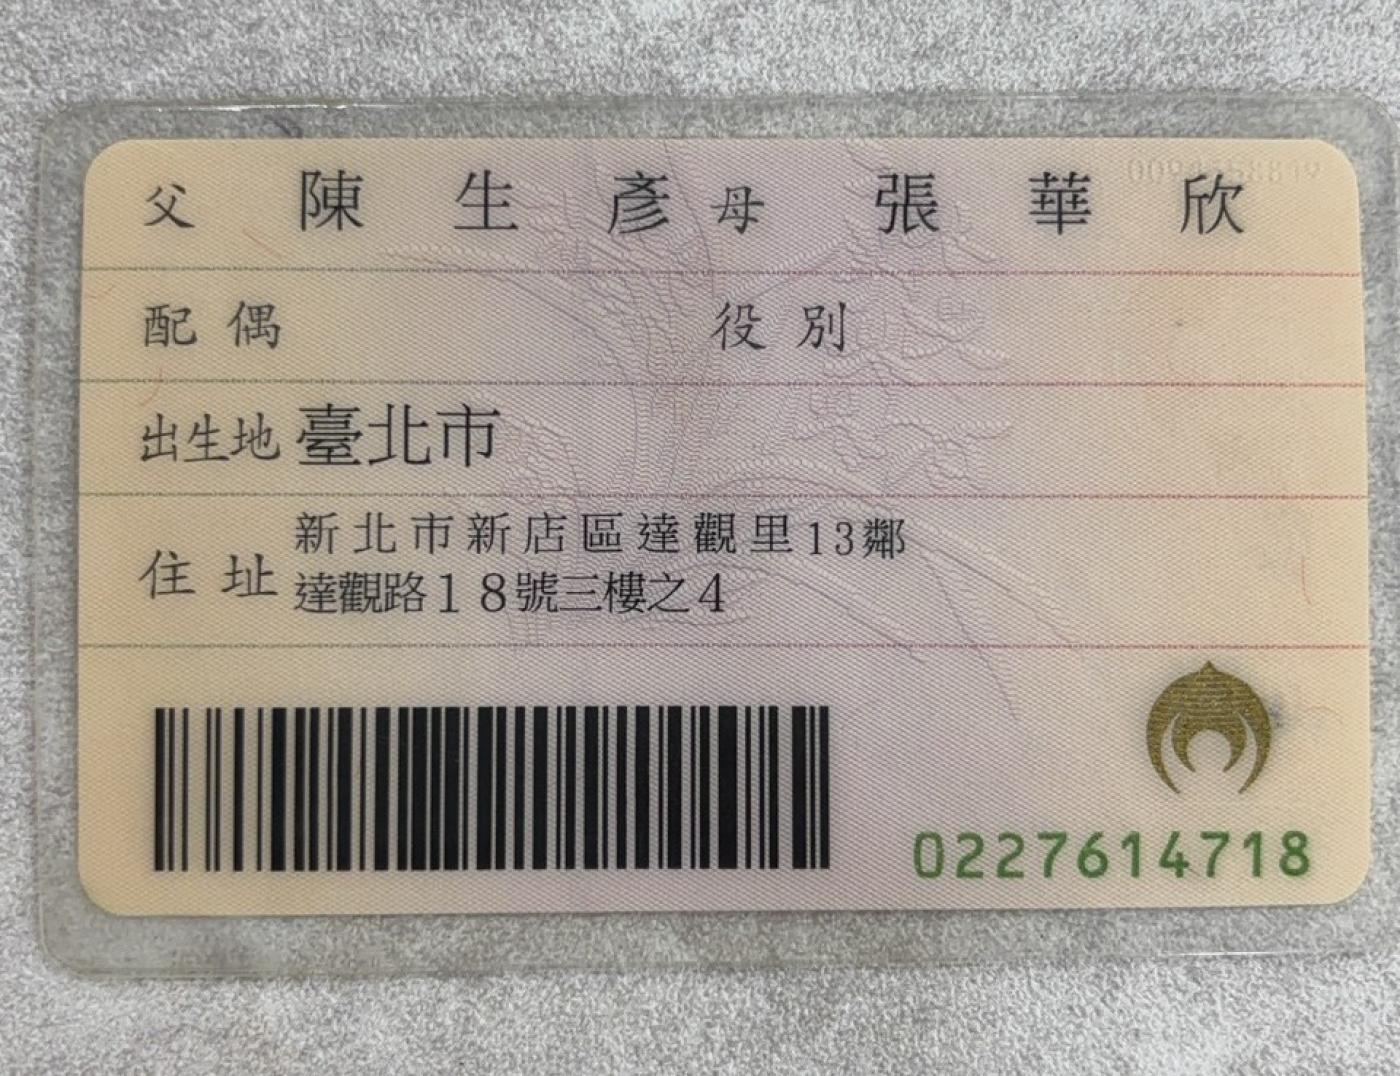 父 陳生彥 母 張華欣
配偶 役別
出生地 臺北市
住址 新北市新店區達觀里13鄰
達觀路18號三樓之4
0227614718